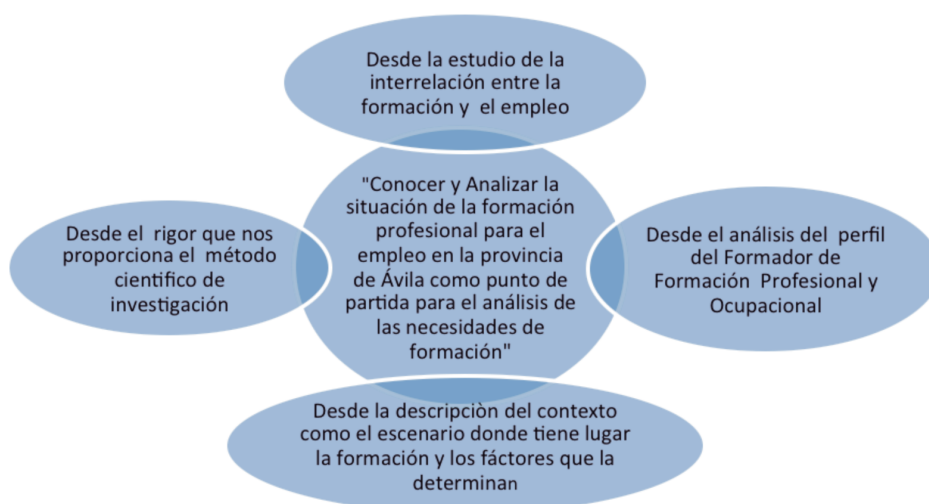 Desde la estudio de la
interrelación entre la
formación y el empleo
"Conocer y Analizar la
situación de la formación
profesional para el
empleo en la provincia
de Ávila como punto de
partida para el análisis de
las necesidades de
formación"
Desde el rigor que nos
proporciona el método
científico de
investigación
Desde el análisis del perfil
del Formador de
Formación Profesional y
Ocupacional
Desde la descripciòn del contexto
como el escenario donde tiene lugar
la formación y los fáctores que la
determinan